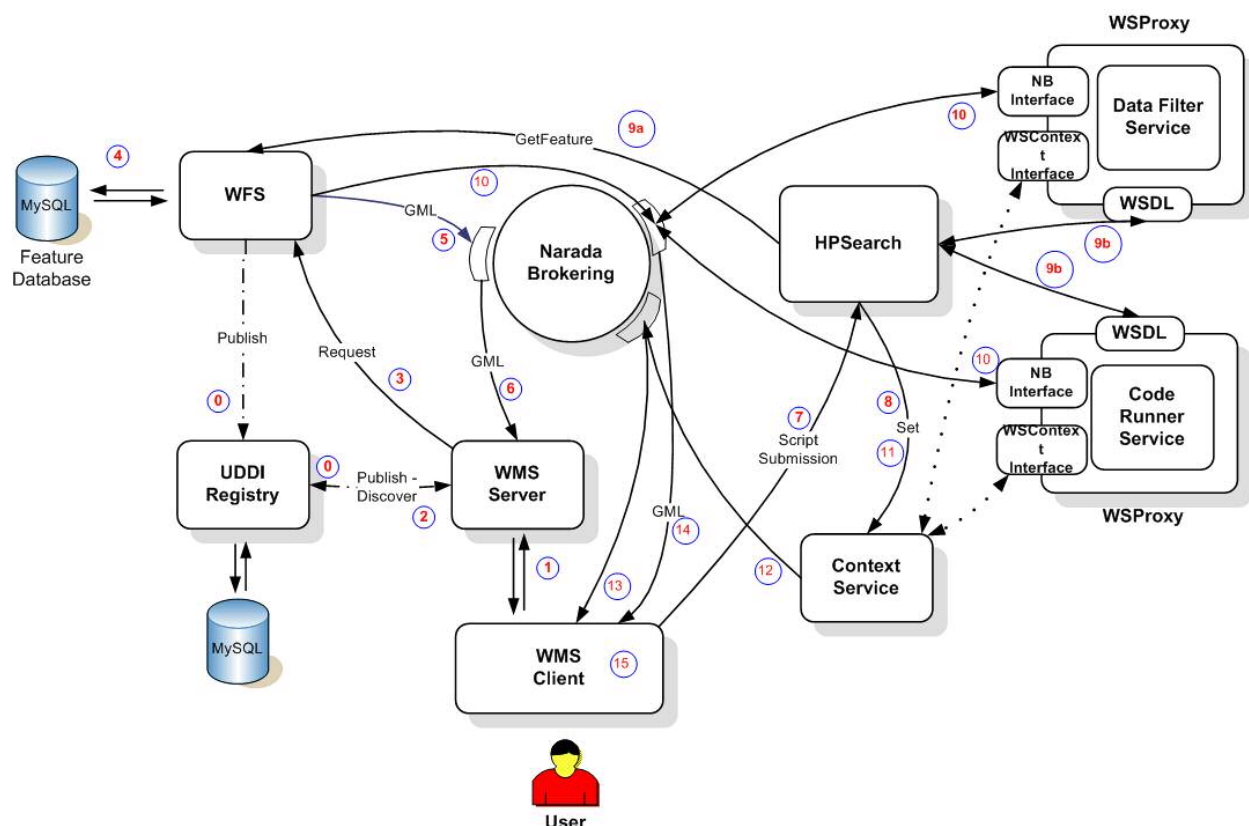 WSProxy
NB
Interface
Data Filter
Service
WSContex
t
Interface
WSDL
10
9a
GetFeature
4
MySQL
Feature
Database
WFS
10
GML
5
Narada
Brokering
HPSearch
9b
9b
WSDL
NB
Interface
10
Code
Runner
Service
WSContex
t
Interface
WSProxy
Publish
0
Request
3
GML
6
8
Set
11
7
Script
Submission
UDDI
Registry
0
Publish -
Discover
2
WMS
Server
GML
14
1
13
12
Context
Service
MySQL
WMS
Client
15
User